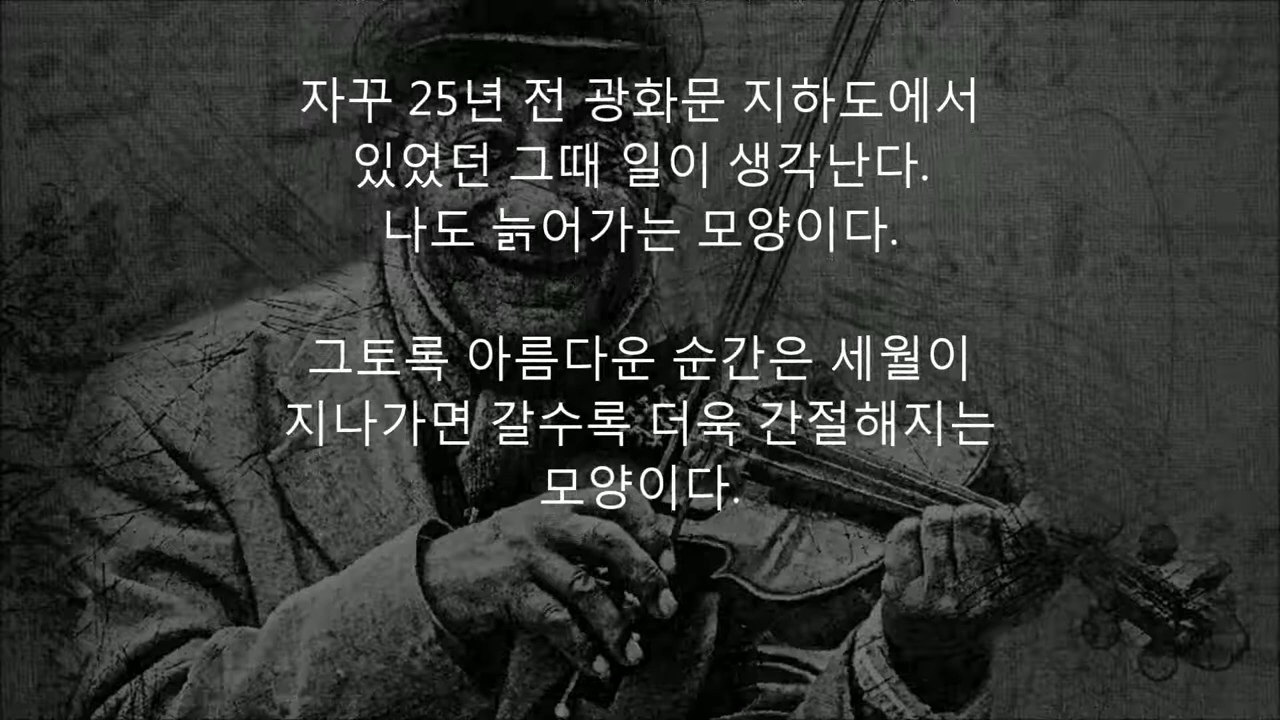 자꾸 25년 전 광화문 지하도에서
있었던 그때 일이 생각난다.
나도 늙어가는 모양이다.
그토록 아름다운 순간은 세월이
지나가면 갈수록 더욱 간절해지는
모양이다.